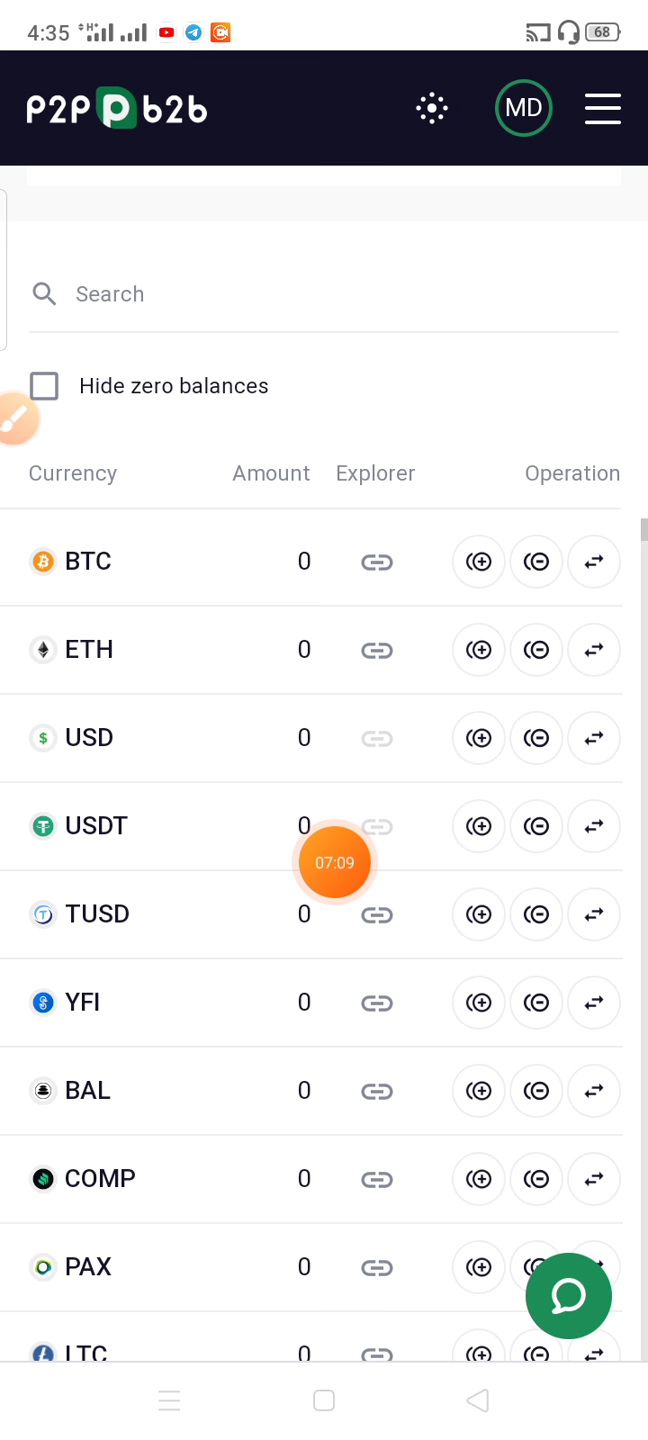 4:35 68
P2P b2b MD
Search
Hide zero balances
Currency Amount Explorer Operation
BTC 0
ETH 0
USD 0
USDT 0
07:09
TUSD 0
YFI 0
BAL 0
COMP 0
PAX 0
LTC 0